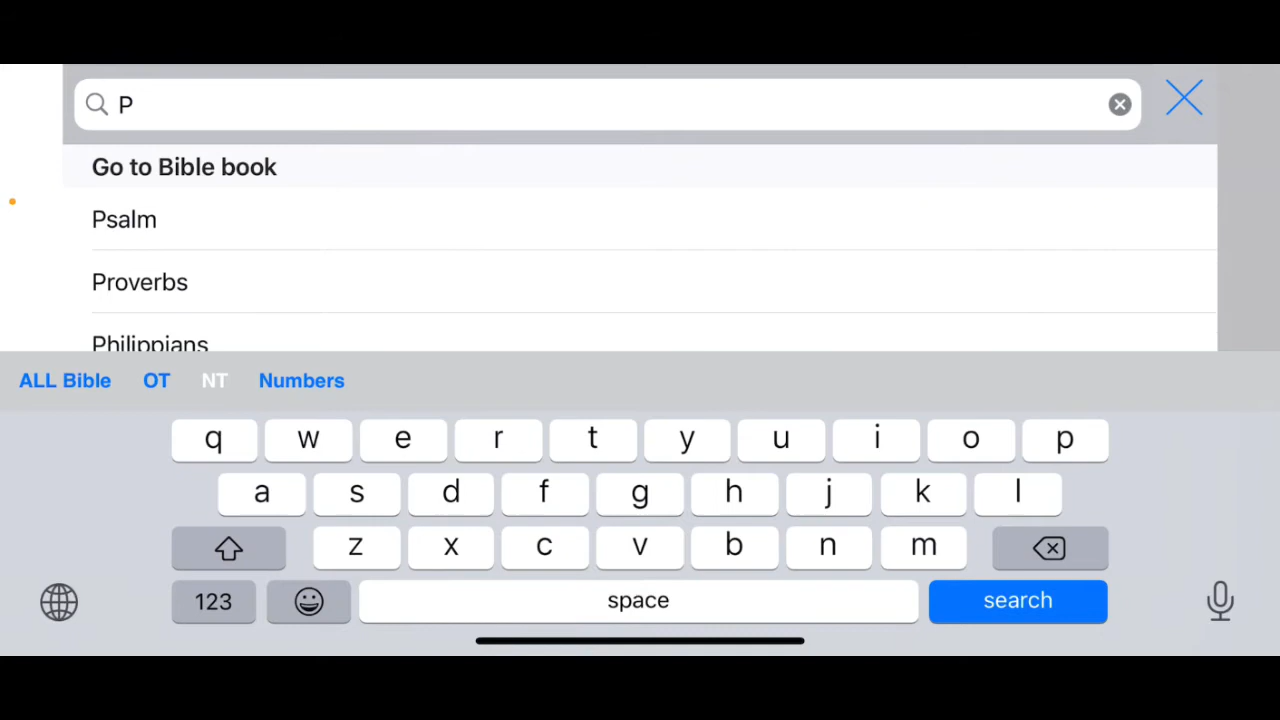 P
Go to Bible book
Psalm
Proverbs
Philippians
ALL Bible OT NT Numbers
q w e r t y u i o p
a s d f g h j k l
z x c v b n m
123 space search